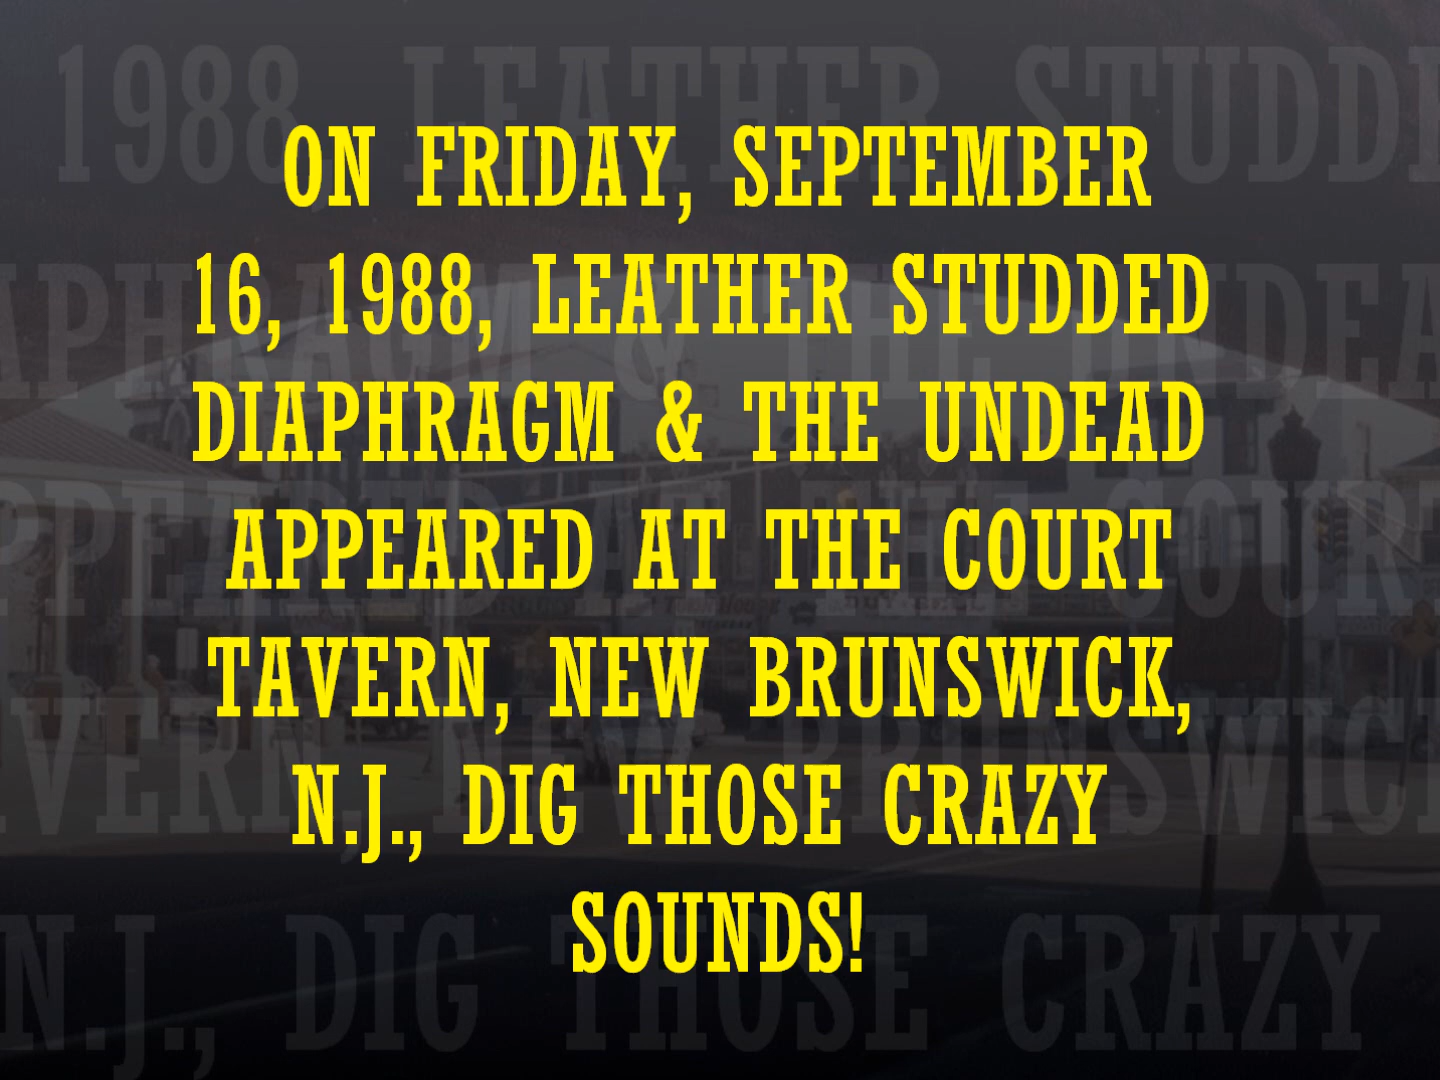 ON FRIDAY, SEPTEMBER
16, 1988, LEATHER STUDDED
DIAPHRAGM & THE UNDEAD
APPEARED AT THE COURT
TAVERN, NEW BRUNSWICK,
N.J., DIG THOSE CRAZY
SOUNDS!